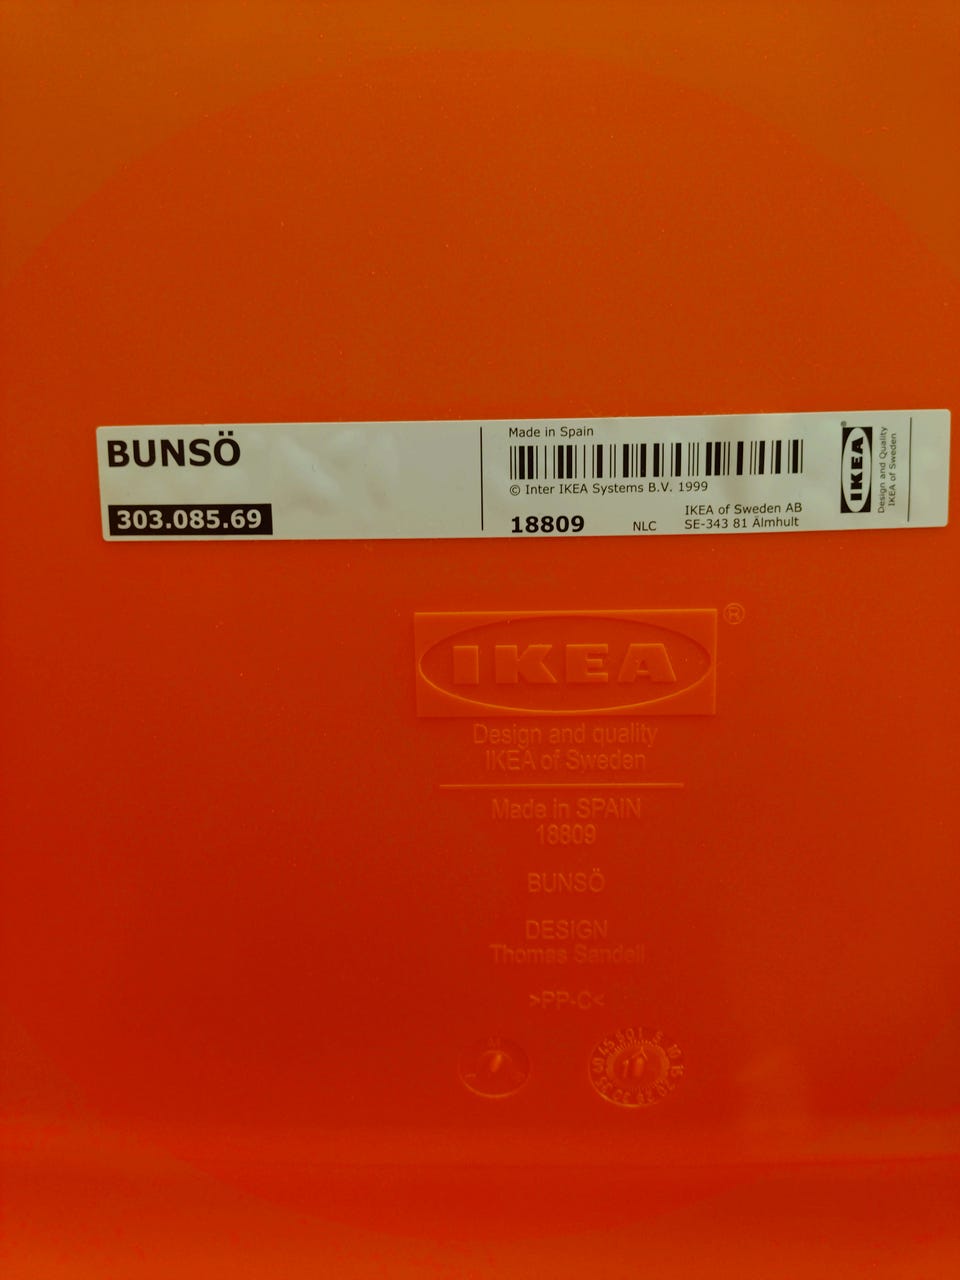 BUNSÖ
303.085.69
Made in Spain
© Inter IKEA Systems B.V. 1999
18809
NLC
IKEA of Sweden AB
SE-343 81 Älmhult
IKEA®
Design and Quality
IKEA of Sweden
IKEA®
Design and quality
IKEA of Sweden
Made in SPAIN
18809
BUNSÖ
DESIGN
Thomas Sandell
>PP-C<